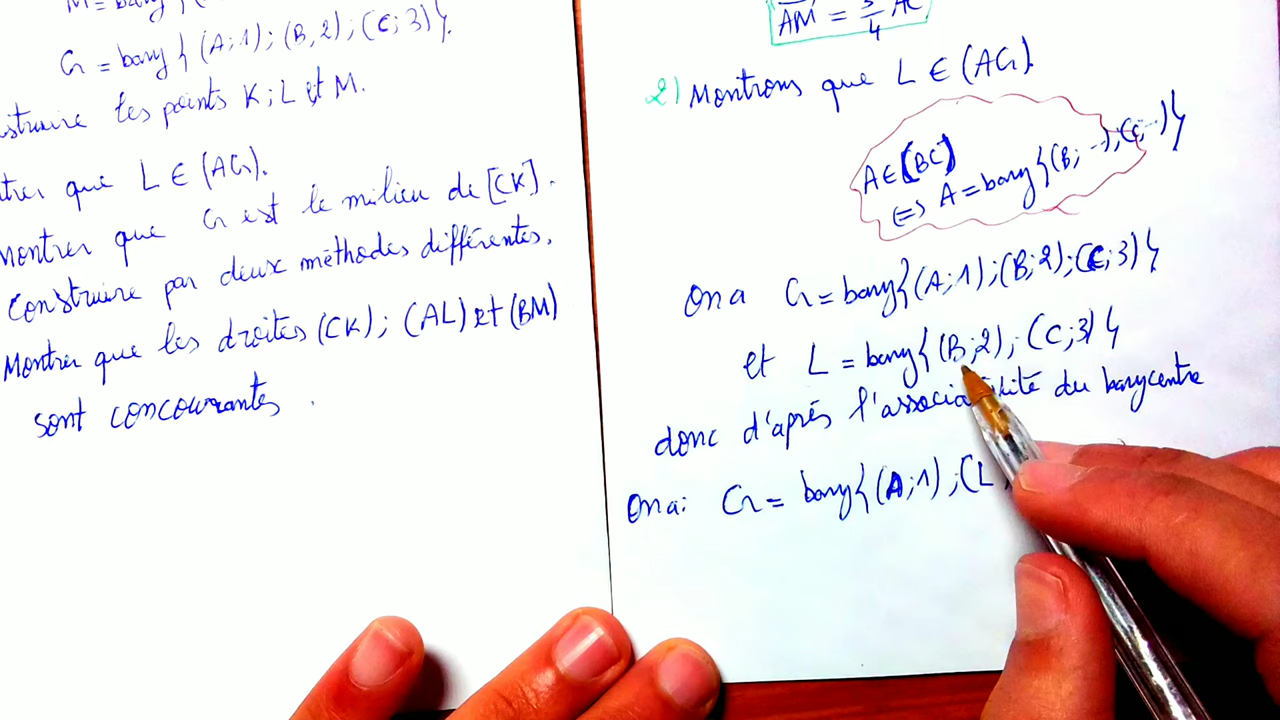 M = bary
G = bary { (A; 1) ; (B, 2) ; (C; 3) }.
struire les points K ; L et M.
trer que L ∈ (AG).
Montrer que G est le milieu de [CK].
Construire par deux méthodes différentes.
Montrer que les droites (CK) ; (AL) et (BM)
sont concourantes.
AM = 3/4 AC
2) Montrons que L ∈ (AG).
A ∈ (BC)
⇔ A = bary { (B; ...) ; (C; ...) }
On a G = bary { (A; 1) ; (B; 2) ; (C; 3) }
et L = bary { (B; 2) ; (C; 3) }
donc d'après l'associativité du barycentre
On a: G = bary { (A; 1) ; (L